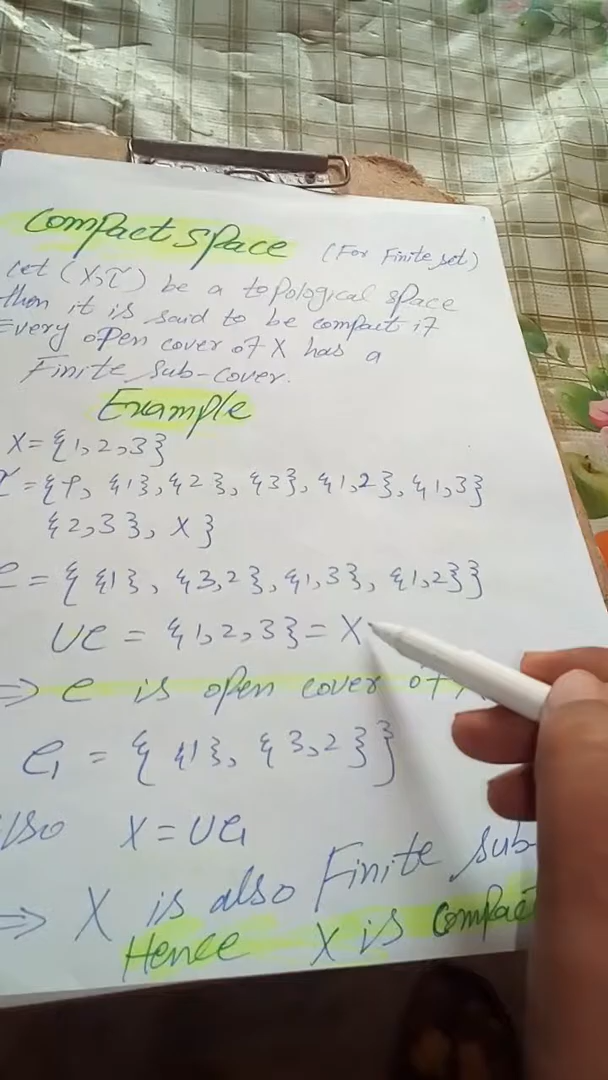 Compact Space (For Finite set)
Let (X,τ) be a topological space
then it is said to be compact if
Every open cover of X has a
Finite Sub-cover.
Example
X={1,2,3}
τ={φ, {1},{2},{3},{1,2},{1,3}
{2,3}, X}
C = {{1}, {3,2},{1,3}, {1,2}}
UC = {1,2,3}=X
⇒ C is open cover of X
C₁ = {{1}, {3,2}}
Also X=UC₁
⇒ X is also Finite Sub-
Hence X is Compact